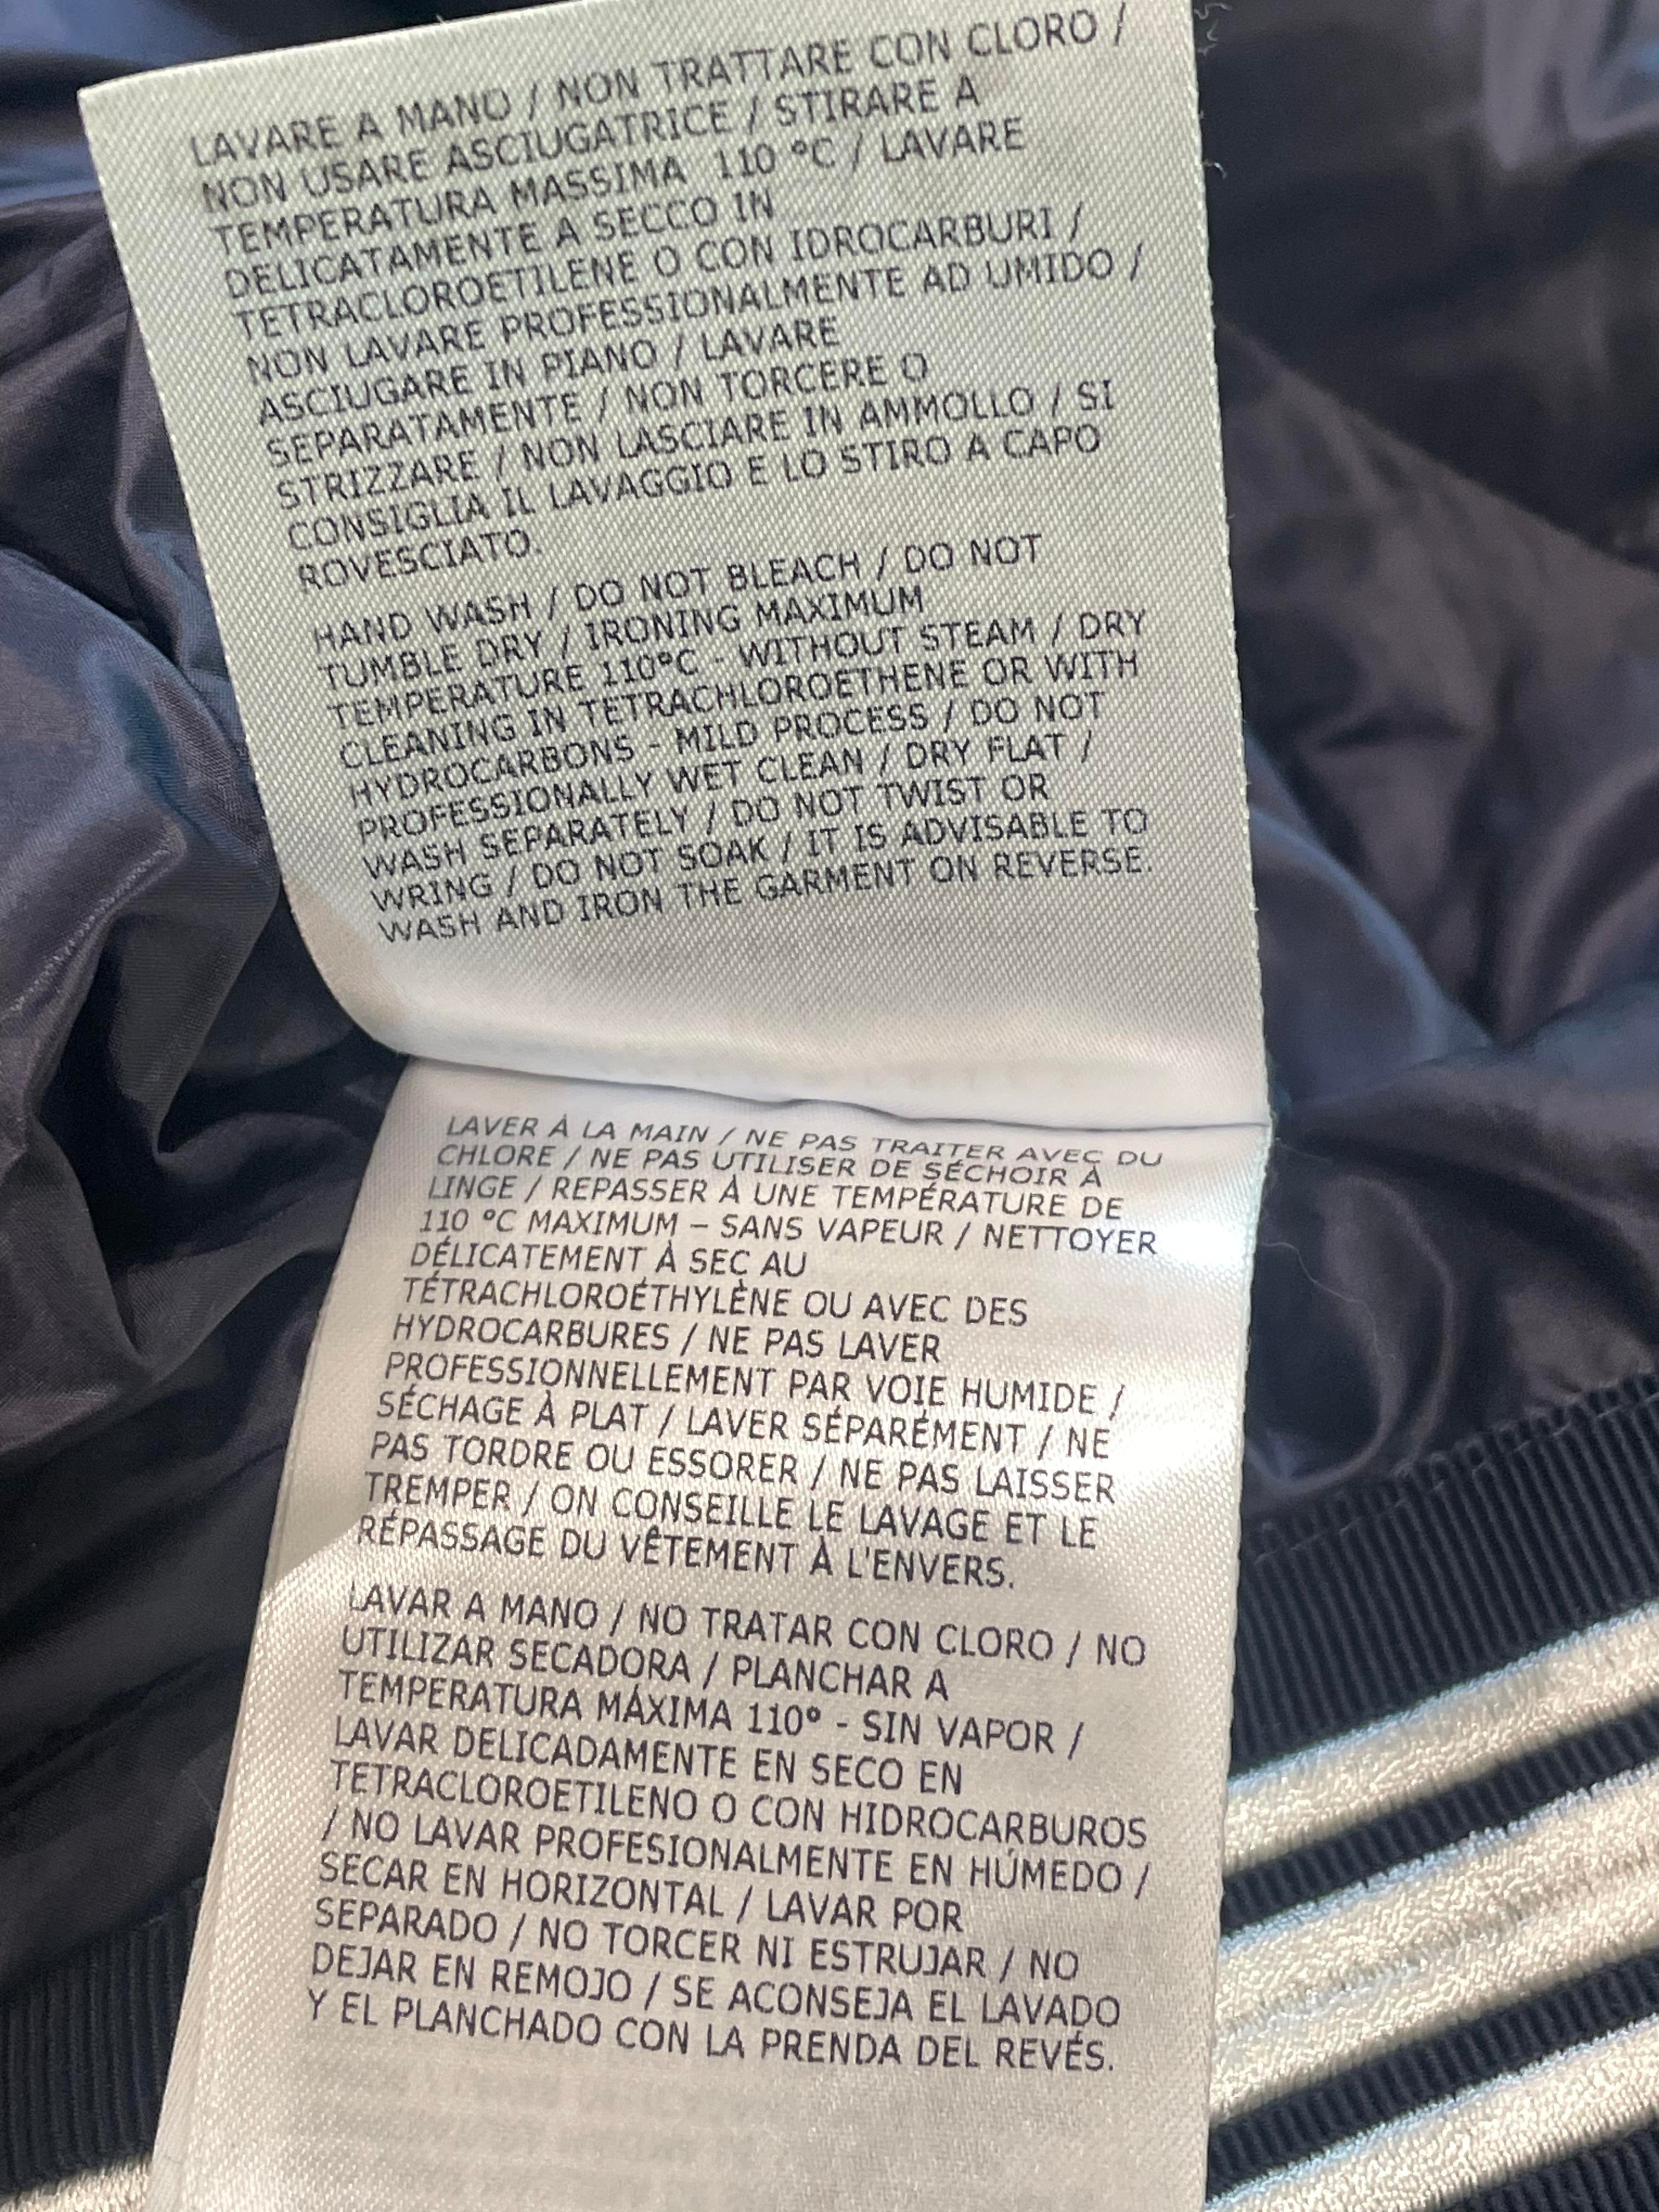 LAVARE A MANO / NON TRATTARE CON CLORO /
NON USARE ASCIUGATRICE / STIRARE A
TEMPERATURA MASSIMA 110 °C / LAVARE
DELICATAMENTE A SECCO IN
TETRACLOROETILENE O CON IDROCARBURI /
NON LAVARE PROFESSIONALMENTE AD UMIDO /
ASCIUGARE IN PIANO / LAVARE
SEPARATAMENTE / NON TORCERE O
STRIZZARE / NON LASCIARE IN AMMOLLO / SI
CONSIGLIA IL LAVAGGIO E LO STIRO A CAPO
ROVESCIATO.
HAND WASH / DO NOT BLEACH / DO NOT
TUMBLE DRY / IRONING MAXIMUM
TEMPERATURE 110°C - WITHOUT STEAM / DRY
CLEANING IN TETRACHLOROETHENE OR WITH
HYDROCARBONS - MILD PROCESS / DO NOT
PROFESSIONALLY WET CLEAN / DRY FLAT /
WASH SEPARATELY / DO NOT TWIST OR
WRING / DO NOT SOAK / IT IS ADVISABLE TO
WASH AND IRON THE GARMENT ON REVERSE.
LAVER À LA MAIN / NE PAS TRAITER AVEC DU
CHLORE / NE PAS UTILISER DE SÉCHOIR À
LINGE / REPASSER À UNE TEMPÉRATURE DE
110 °C MAXIMUM – SANS VAPEUR / NETTOYER
DÉLICATEMENT À SEC AU
TÉTRACHLOROÉTHYLÈNE OU AVEC DES
HYDROCARBURES / NE PAS LAVER
PROFESSIONNELLEMENT PAR VOIE HUMIDE /
SÉCHAGE À PLAT / LAVER SÉPARÉMENT / NE
PAS TORDRE OU ESSORER / NE PAS LAISSER
TREMPER / ON CONSEILLE LE LAVAGE ET LE
RÉPASSAGE DU VÊTEMENT À L'ENVERS.
LAVAR A MANO / NO TRATAR CON CLORO / NO
UTILIZAR SECADORA / PLANCHAR A
TEMPERATURA MÁXIMA 110° - SIN VAPOR /
LAVAR DELICADAMENTE EN SECO EN
TETRACLOROETILENO O CON HIDROCARBUROS
/ NO LAVAR PROFESIONALMENTE EN HÚMEDO /
SECAR EN HORIZONTAL / LAVAR POR
SEPARADO / NO TORCER NI ESTRUJAR / NO
DEJAR EN REMOJO / SE ACONSEJA EL LAVADO
Y EL PLANCHADO CON LA PRENDA DEL REVÉS.